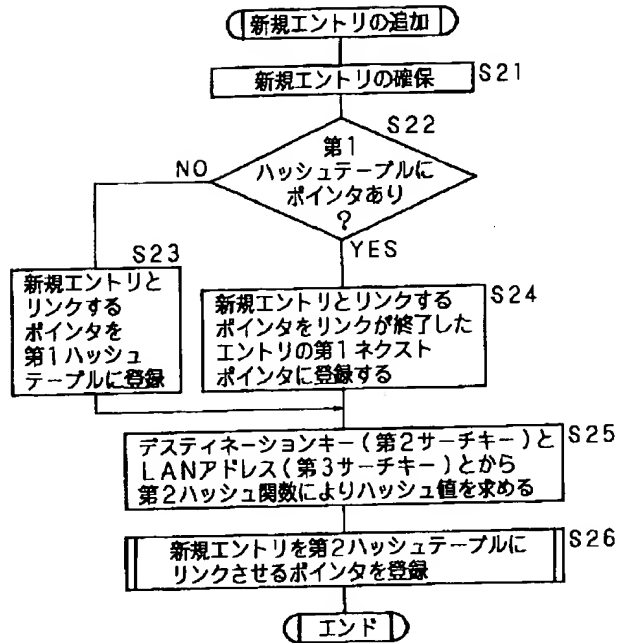 新規エントリの追加
新規エントリの確保
S21
S22
第1
ハッシュテーブルに
ポインタあり
?
NO
YES
S23
新規エントリと
リンクする
ポインタを
第1ハッシュ
テーブルに登録
S24
新規エントリとリンクする
ポインタをリンクが終了した
エントリの第1ネクスト
ポインタに登録する
デスティネーションキー(第2サーチキー)と
LANアドレス(第3サーチキー)とから
第2ハッシュ関数によりハッシュ値を求める
S25
新規エントリを第2ハッシュテーブルに
リンクさせるポインタを登録
S26
エンド